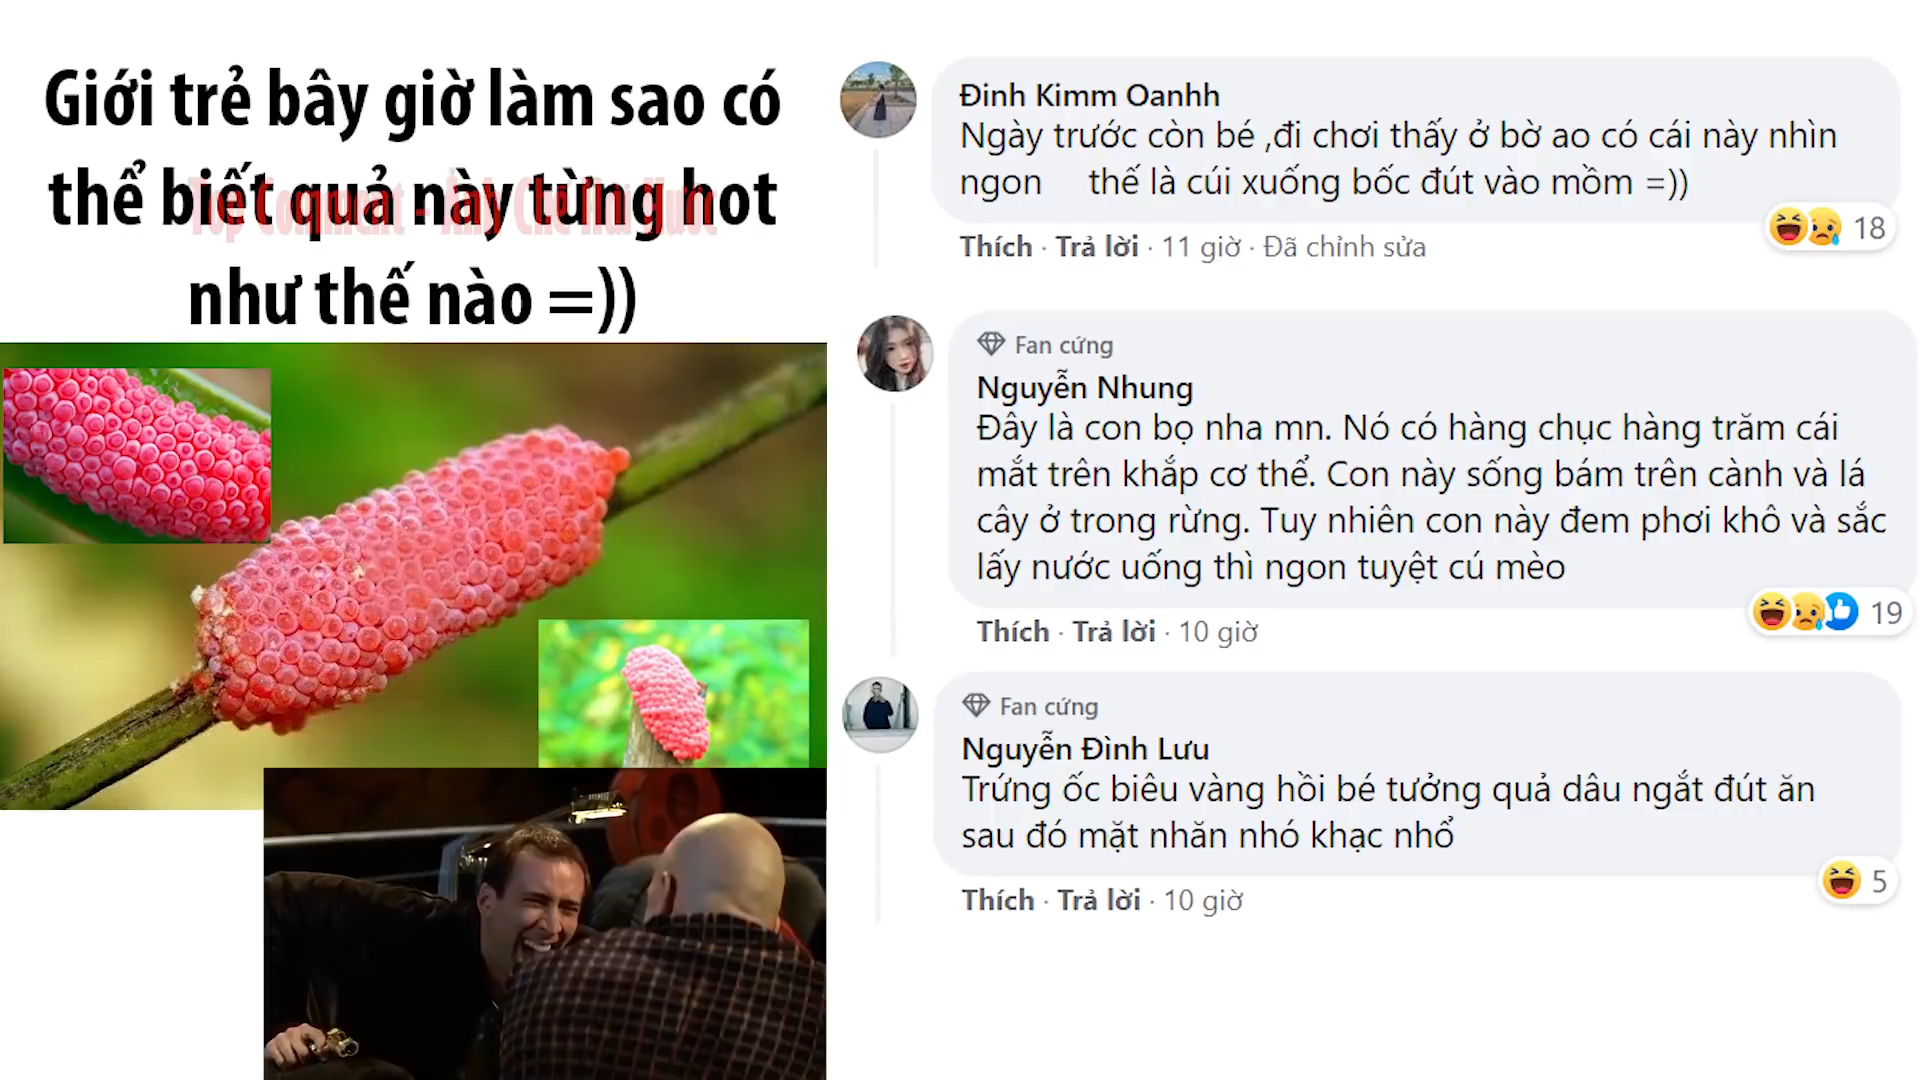 Giới trẻ bây giờ làm sao có
thể biết quả này từng hot
như thế nào =))
Top Comment - Ảnh Chế Hài Hước
Đinh Kimm Oanhh
Ngày trước còn bé ,đi chơi thấy ở bờ ao có cái này nhìn
ngon thế là cúi xuống bốc đút vào mồm =))
18
Thích · Trả lời · 11 giờ · Đã chỉnh sửa
Fan cứng
Nguyễn Nhung
Đây là con bọ nha mn. Nó có hàng chục hàng trăm cái
mắt trên khắp cơ thể. Con này sống bám trên cành và lá
cây ở trong rừng. Tuy nhiên con này đem phơi khô và sắc
lấy nước uống thì ngon tuyệt cú mèo
19
Thích · Trả lời · 10 giờ
Fan cứng
Nguyễn Đình Lưu
Trứng ốc biêu vàng hồi bé tưởng quả dâu ngắt đút ăn
sau đó mặt nhăn nhó khạc nhổ
5
Thích · Trả lời · 10 giờ